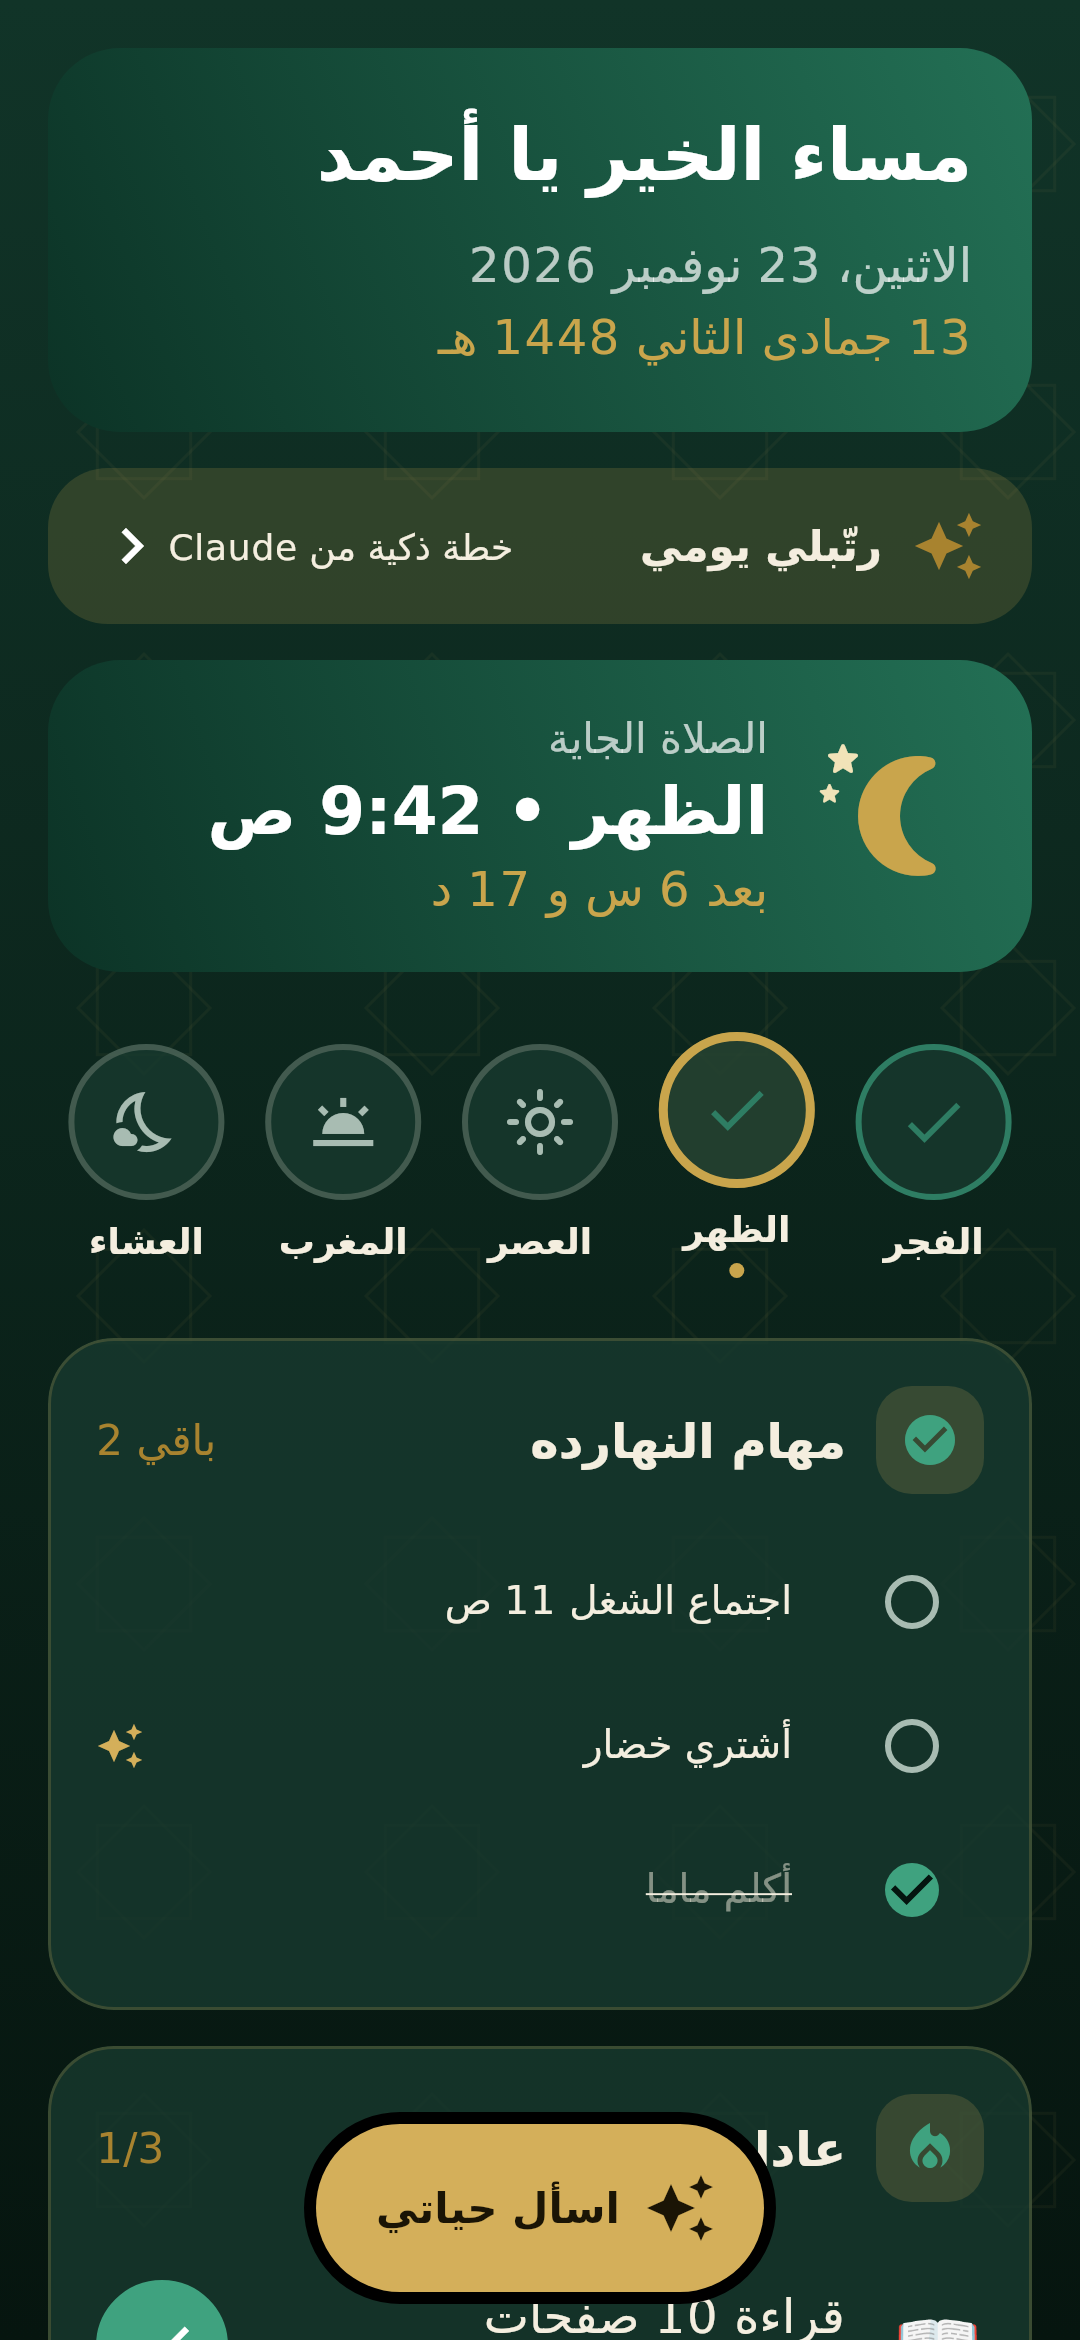 مساء الخير يا أحمد
الاثنين، 23 نوفمبر 2026
13 جمادى الثاني 1448 هـ
رتّبلي يومي
خطة ذكية من Claude
الصلاة الجاية
الظهر • 9:42 ص
بعد 6 س و 17 د
الفجر
الظهر
العصر
المغرب
العشاء
مهام النهارده
باقي 2
اجتماع الشغل 11 ص
أشتري خضار
أكلم ماما
1/3
اسأل حياتي
قراءة 10 صفحات